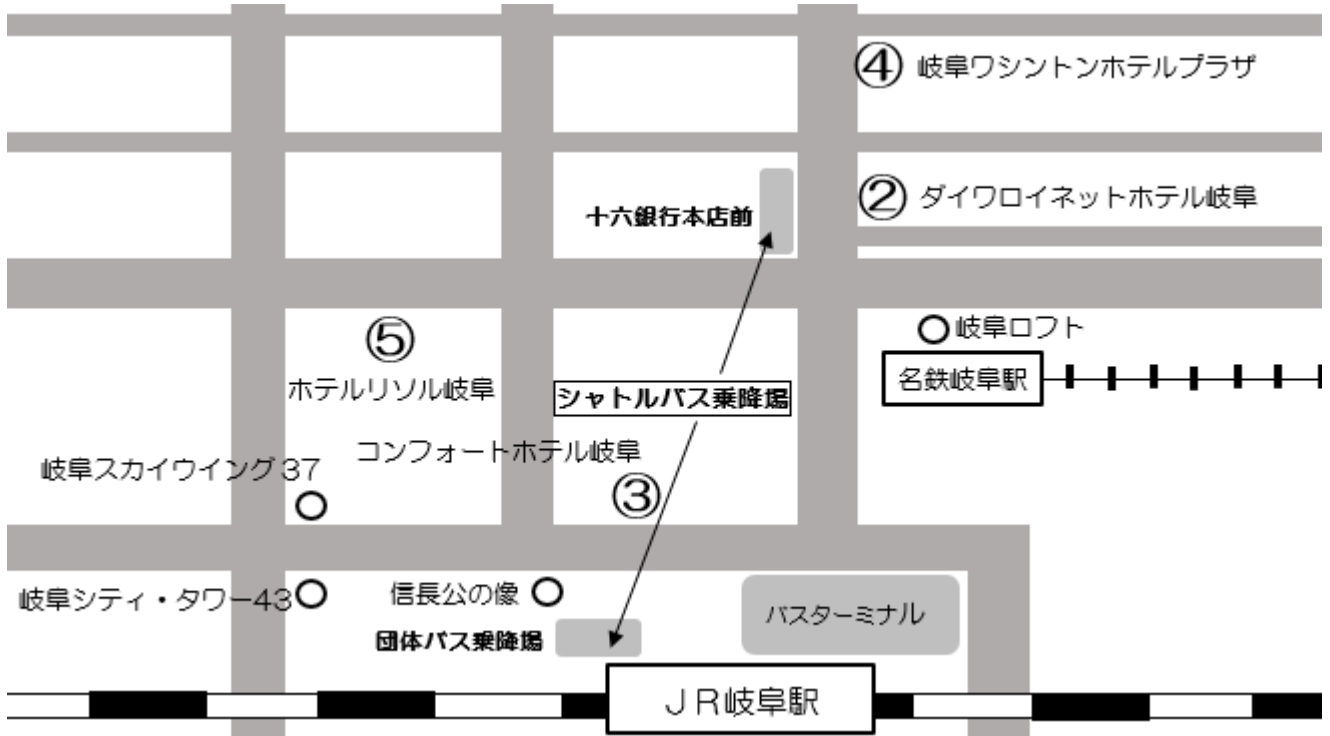 ④ 岐阜ワシントンホテルプラザ
② ダイワロイネットホテル岐阜
十六銀行本店前
岐阜ロフト
⑤
名鉄岐阜駅
ホテルリソル岐阜
シャトルバス乗降場
コンフォートホテル岐阜
岐阜スカイウイング37
③
岐阜シティ・タワー43
信長公の像
バスターミナル
団体バス乗降場
JR岐阜駅